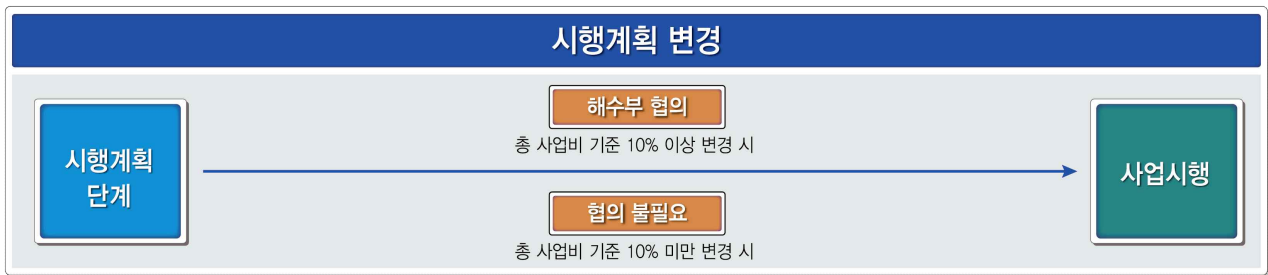 시행계획 변경
시행계획
단계
해수부 협의
총 사업비 기준 10% 이상 변경 시
협의 불필요
총 사업비 기준 10% 미만 변경 시
사업시행